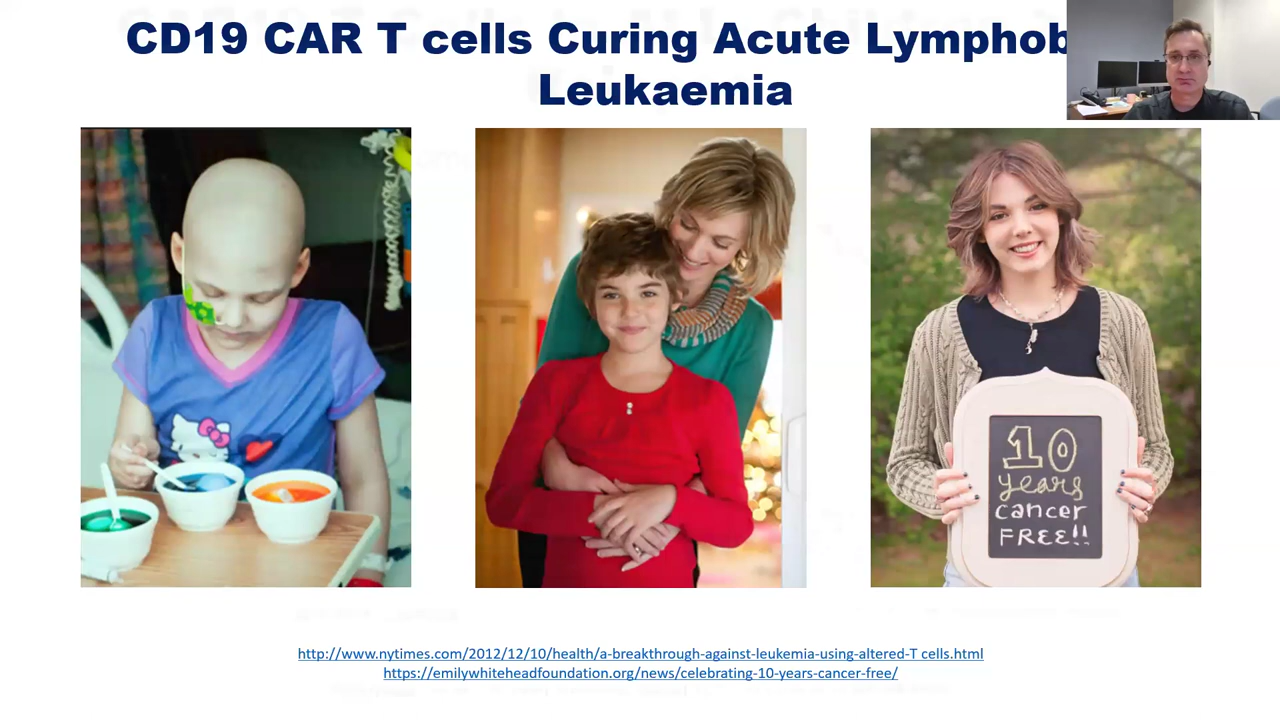 CD19 CAR T cells Curing Acute Lymphob
Leukaemia
10
years
cancer
FREE!!
http://www.nytimes.com/2012/12/10/health/a-breakthrough-against-leukemia-using-altered-T cells.html
https://emilywhiteheadfoundation.org/news/celebrating-10-years-cancer-free/